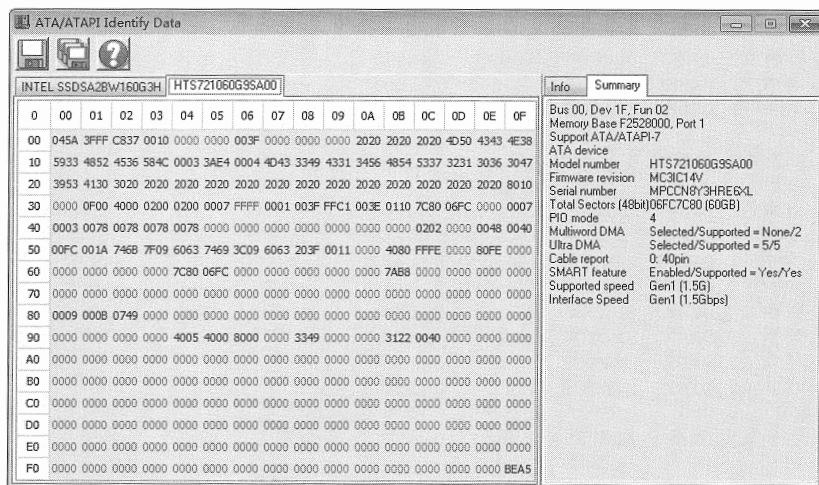 ATA/ATAPI Identify Data
INTEL SSDSA2BW160G3H HTS721060G9SA00
0 00 01 02 03 04 05 06 07 08 09 0A 0B 0C 0D 0E 0F
00 045A 3FFF C837 0010 0000 0000 003F 0000 0000 0000 2020 2020 2020 4D50 4343 4E38
10 5933 4852 4536 584C 0003 3AE4 0004 4D43 3349 4331 3456 4854 5337 3231 3036 3047
20 3953 4130 3020 2020 2020 2020 2020 2020 2020 2020 2020 2020 2020 2020 2020 8010
30 0000 0F00 4000 0200 0200 0007 FFFF 0001 003F FFC1 003E 0110 7C80 06FC 0000 0007
40 0003 0078 0078 0078 0078 0000 0000 0000 0000 0000 0000 0000 0202 0000 0048 0040
50 00FC 001A 746B 7F09 6063 7469 3C09 6063 203F 0011 0000 4080 FFFE 0000 80FE 0000
60 0000 0000 0000 0000 7C80 06FC 0000 0000 0000 0000 0000 7AB8 0000 0000 0000 0000
70 0000 0000 0000 0000 0000 0000 0000 0000 0000 0000 0000 0000 0000 0000 0000 0000
80 0009 000B 0749 0000 0000 0000 0000 0000 0000 0000 0000 0000 0000 0000 0000 0000
90 0000 0000 0000 0000 4005 4000 8000 0000 3349 0000 0000 3122 0040 0000 0000 0000
A0 0000 0000 0000 0000 0000 0000 0000 0000 0000 0000 0000 0000 0000 0000 0000 0000
B0 0000 0000 0000 0000 0000 0000 0000 0000 0000 0000 0000 0000 0000 0000 0000 0000
C0 0000 0000 0000 0000 0000 0000 0000 0000 0000 0000 0000 0000 0000 0000 0000 0000
D0 0000 0000 0000 0000 0000 0000 0000 0000 0000 0000 0000 0000 0000 0000 0000 0000
E0 0000 0000 0000 0000 0000 0000 0000 0000 0000 0000 0000 0000 0000 0000 0000 0000
F0 0000 0000 0000 0000 0000 0000 0000 0000 0000 0000 0000 0000 0000 0000 0000 BEA5
Info Summary
Bus 00, Dev 1F, Fun 02
Memory Base F2528000, Port 1
Support ATA/ATAPI-7
ATA device
Model number HTS721060G9SA00
Firmware revision MC3IC14V
Serial number MPCCN8Y3HRE6XL
Total Sectors (48bit)06FC7C80 (60GB)
PIO mode 4
Multiword DMA Selected/Supported = None/2
Ultra DMA Selected/Supported = 5/5
Cable report 0: 40pin
SMART feature Enabled/Supported = Yes/Yes
Supported speed Gen1 (1.5G)
Interface Speed Gen1 (1.5Gbps)